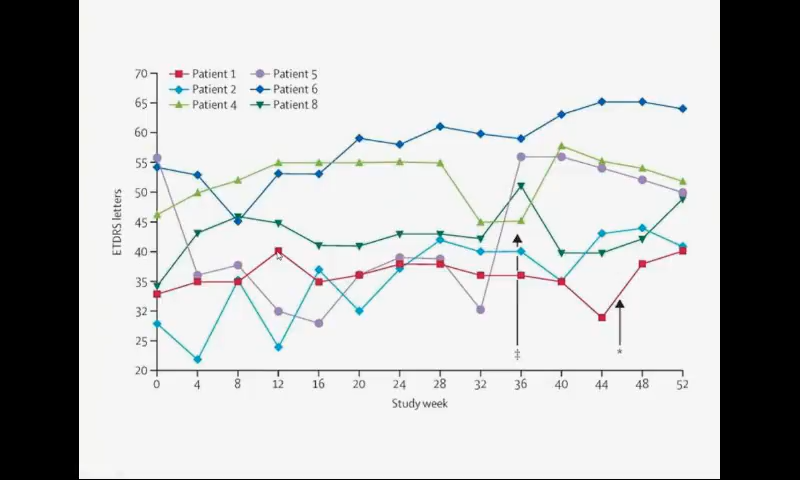 70
65
60
55
50
45
40
35
32
20
ETDRS letters
Patient 1 Patient 5
Patient 2 Patient 6
Patient 4 Patient 8
‡ *
0 4 8 12 16 20 24 28 32 36 40 44 48 52
Study week